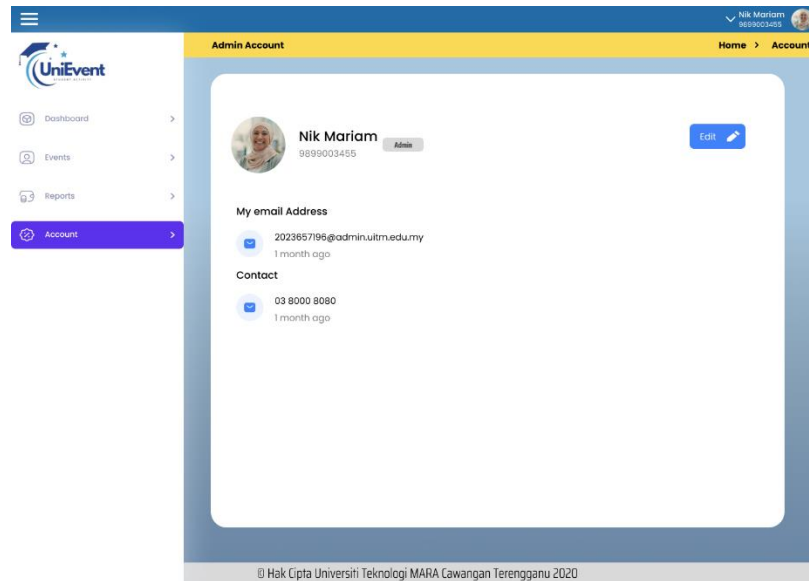 Nik Mariam
9899003455
UniEvent
STUDENT ACTIVITY
Admin Account
Home > Account
Dashboard
Events
Reports
Account
Nik Mariam
Admin
9899003455
Edit
My email Address
2023657196@admin.uitm.edu.my
1 month ago
Contact
03 8000 8080
1 month ago
© Hak Cipta Universiti Teknologi MARA Cawangan Terengganu 2020